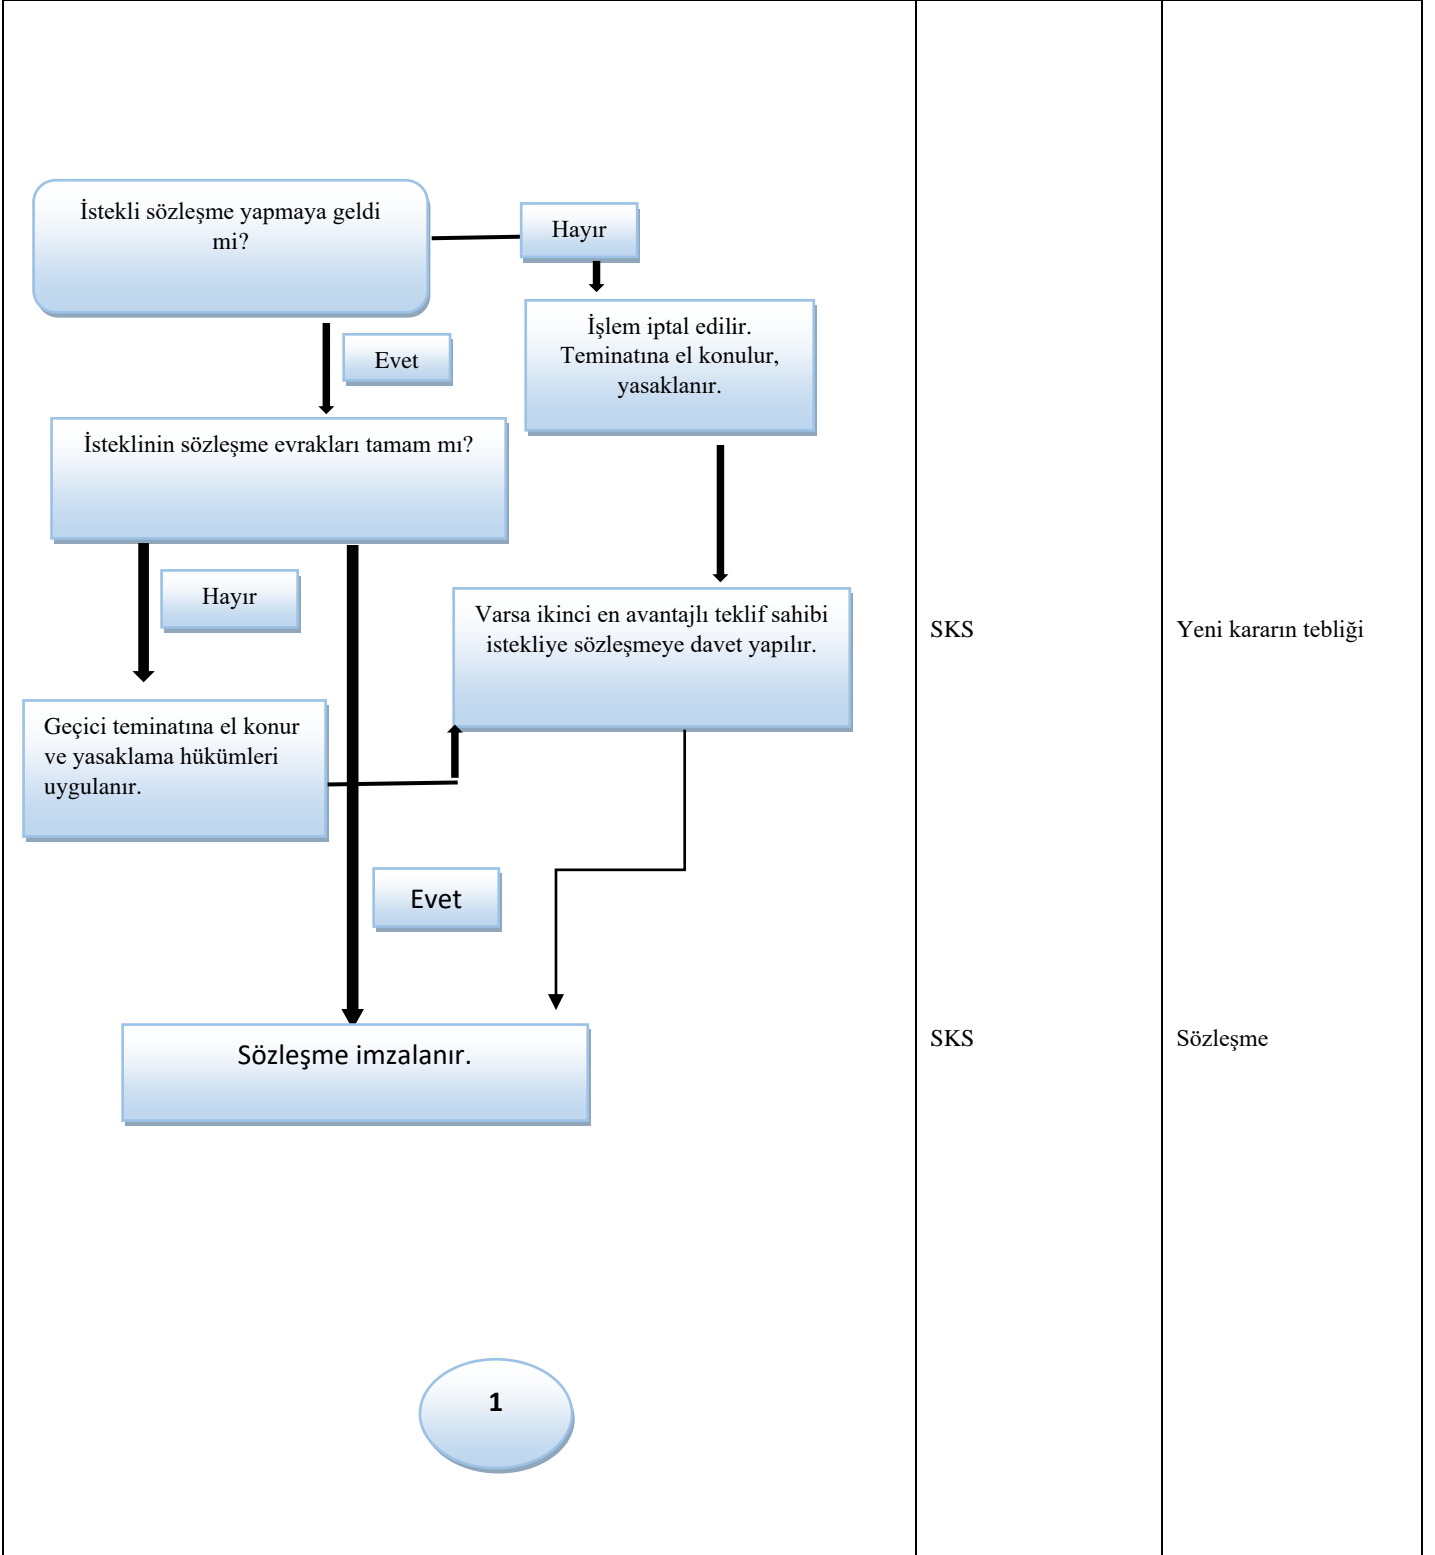 İstekli sözleşme yapmaya geldi
mi?
Hayır
İşlem iptal edilir.
Teminatına el konulur,
yasaklanır.
Evet
İsteklinin sözleşme evrakları tamam mı?
Hayır
Varsa ikinci en avantajlı teklif sahibi
istekliye sözleşmeye davet yapılır.
SKS
Yeni kararın tebliği
Geçici teminatına el konur
ve yasaklama hükümleri
uygulanır.
Evet
Sözleşme imzalanır.
SKS
Sözleşme
1